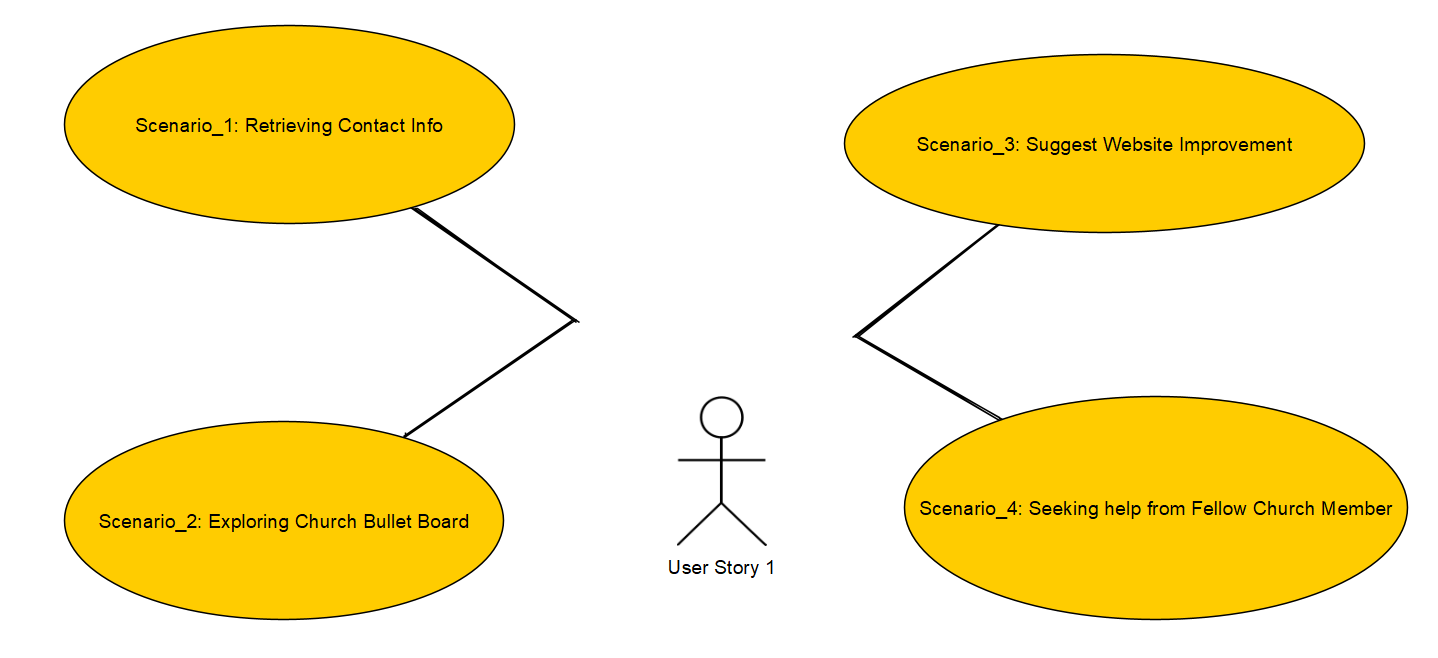 Scenario_1: Retrieving Contact Info
Scenario_3: Suggest Website Improvement
Scenario_2: Exploring Church Bullet Board
Scenario_4: Seeking help from Fellow Church Member
User Story 1